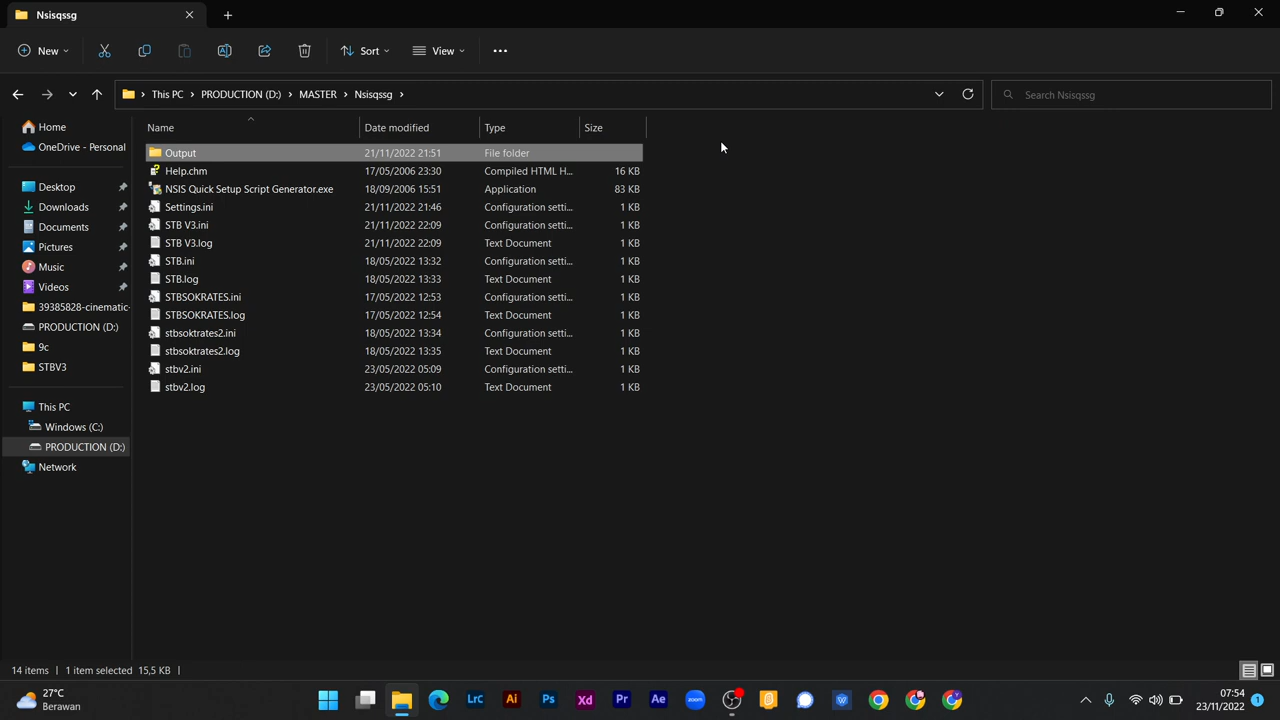 Nsisqssg
New
Sort
View
This PC > PRODUCTION (D:) > MASTER > Nsisqssg >
Search Nsisqssg
Home
OneDrive - Personal
Desktop
Downloads
Documents
Pictures
Music
Videos
39385828-cinematic-
PRODUCTION (D:)
9c
STBV3
This PC
Windows (C:)
PRODUCTION (D:)
Network
Name Date modified Type Size
Output 21/11/2022 21:51 File folder
Help.chm 17/05/2006 23:30 Compiled HTML H... 16 KB
NSIS Quick Setup Script Generator.exe 18/09/2006 15:51 Application 83 KB
Settings.ini 21/11/2022 21:46 Configuration setti... 1 KB
STB V3.ini 21/11/2022 22:09 Configuration setti... 1 KB
STB V3.log 21/11/2022 22:09 Text Document 1 KB
STB.ini 18/05/2022 13:32 Configuration setti... 1 KB
STB.log 18/05/2022 13:33 Text Document 1 KB
STBSOKRATES.ini 17/05/2022 12:53 Configuration setti... 1 KB
STBSOKRATES.log 17/05/2022 12:54 Text Document 1 KB
stbsoktrates2.ini 18/05/2022 13:34 Configuration setti... 1 KB
stbsoktrates2.log 18/05/2022 13:35 Text Document 1 KB
stbv2.ini 23/05/2022 05:09 Configuration setti... 1 KB
stbv2.log 23/05/2022 05:10 Text Document 1 KB
14 items | 1 item selected 15,5 KB |
27°C
Berawan
Lrc
Ai
Ps
Xd
Pr
Ae
zoom
07:54
23/11/2022
1